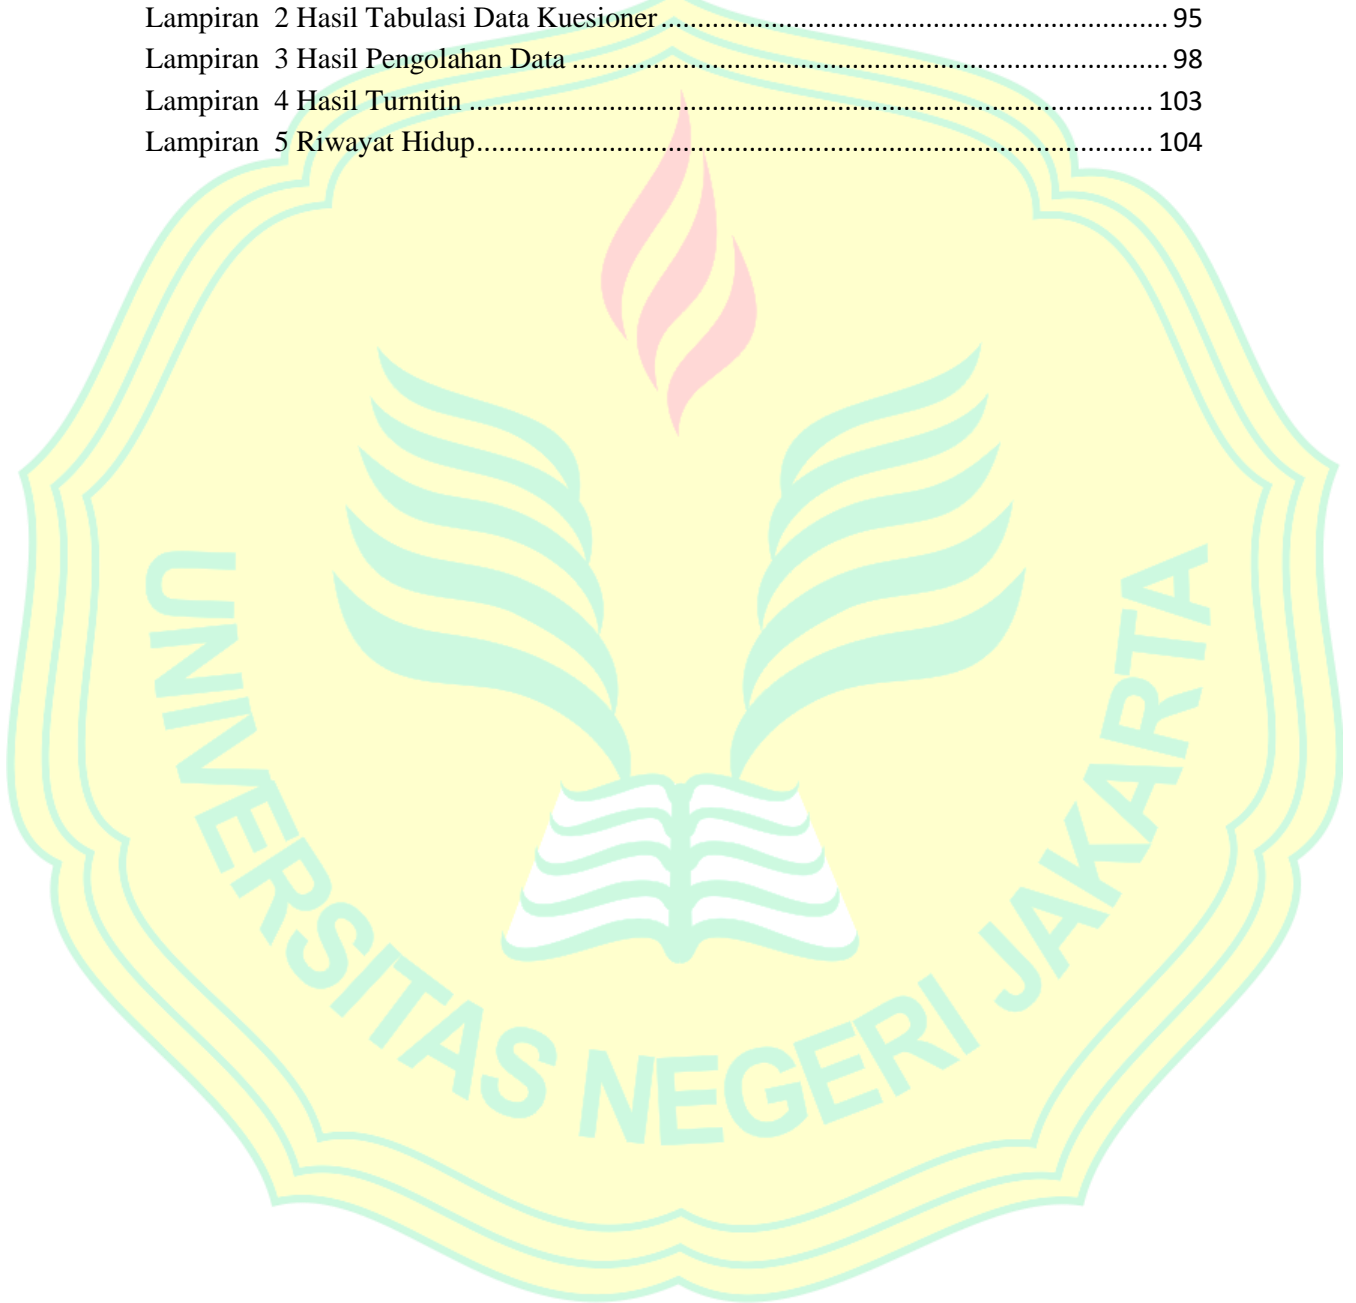 Lampiran  2 Hasil Tabulasi Data Kuesioner........................................................ 95
Lampiran  3 Hasil Pengolahan Data .................................................................. 98
Lampiran  4 Hasil Turnitin ............................................................................ 103
Lampiran  5 Riwayat Hidup........................................................................... 104
UNIVERSITAS NEGERI JAKARTA